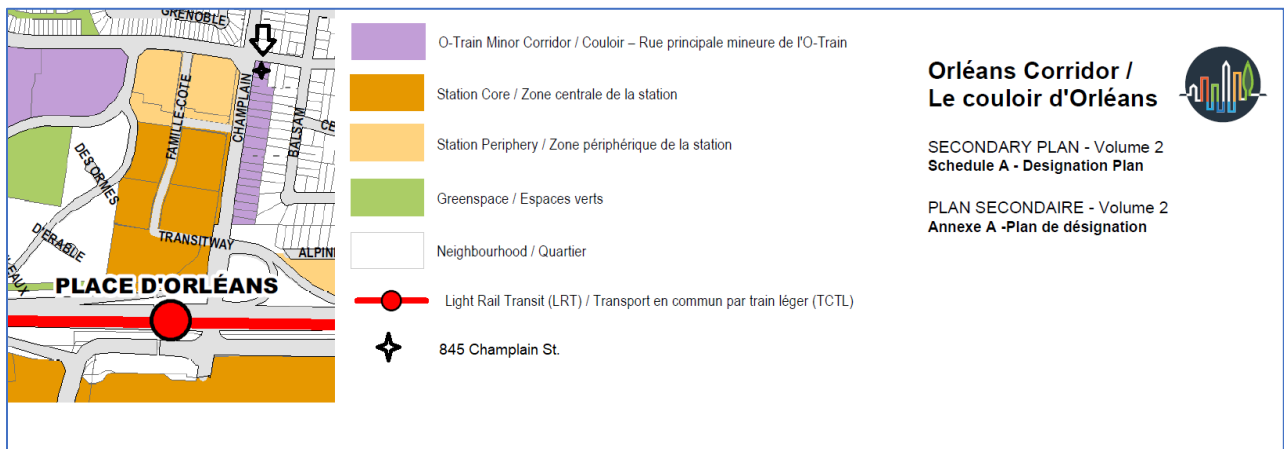 GRENOBLE
CHAMPLAIN
FAMILLE-COTE
BALSAM
CE
DES ORMES
D'ERABLE
TRANSITWAY
ALPIN
EAUX
PLACE D'ORLÉANS
O-Train Minor Corridor / Couloir – Rue principale mineure de l'O-Train
Station Core / Zone centrale de la station
Station Periphery / Zone périphérique de la station
Greenspace / Espaces verts
Neighbourhood / Quartier
Light Rail Transit (LRT) / Transport en commun par train léger (TCTL)
845 Champlain St.
Orléans Corridor /
Le couloir d'Orléans
SECONDARY PLAN - Volume 2
Schedule A - Designation Plan
PLAN SECONDAIRE - Volume 2
Annexe A -Plan de désignation